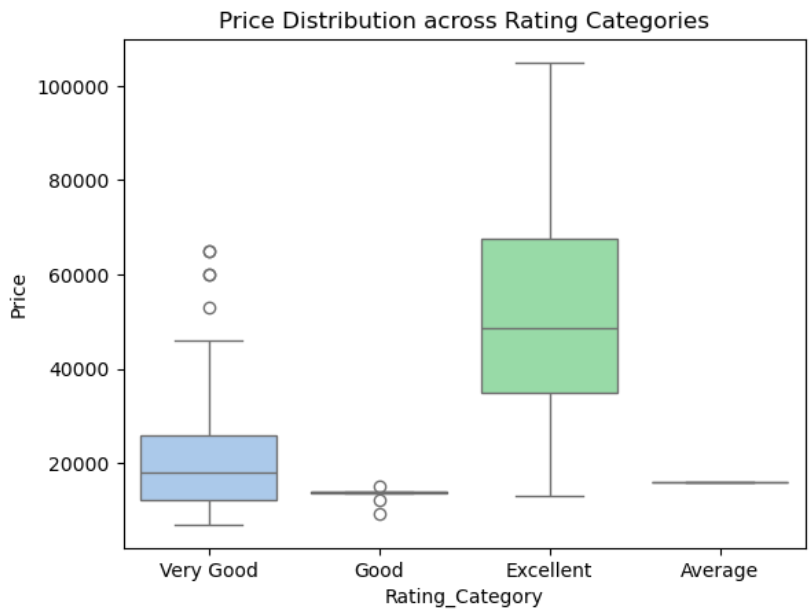 Price Distribution across Rating Categories
100000
80000
60000
40000
20000
Price
Very Good Good Excellent Average
Rating_Category